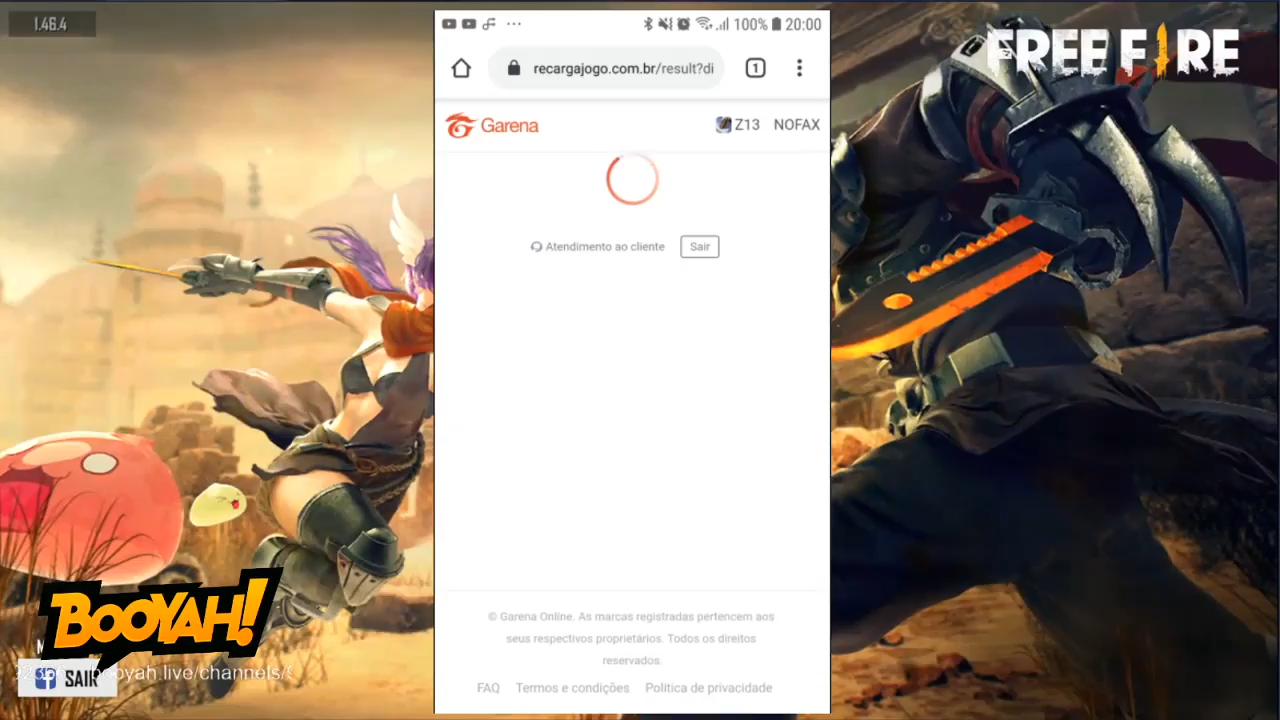 1.46.4
100% 20:00
FREE FIRE
recargajogo.com.br/result?di
1
Garena
Z13 NOFAX
Atendimento ao cliente
Sair
BOOYAH!
booyah.live/channels/
SAIR
© Garena Online. As marcas registradas pertencem aos
seus respectivos proprietários. Todos os direitos
reservados.
FAQ Termos e condições Política de privacidade